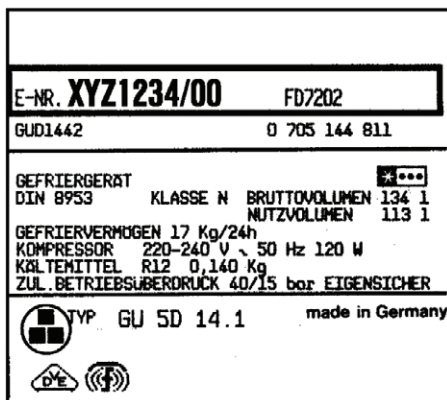 E-NR. XYZ1234/00 FD7202
GUD1442 0 705 144 811
GEFRIERGERÄT
DIN 8953 KLASSE N BRUTTOVOLUMEN 134 l
NUTZVOLUMEN 113 l
GEFRIERVERMÖGEN 17 Kg/24h
KOMPRESSOR 220-240 V ~ 50 Hz 120 W
KÄLTEMITTEL R12 0,140 Kg
ZUL.BETRIEBSÜBERDRUCK 40/15 bar EIGENSICHER
TYP GU 5D 14.1 made in Germany
DVE